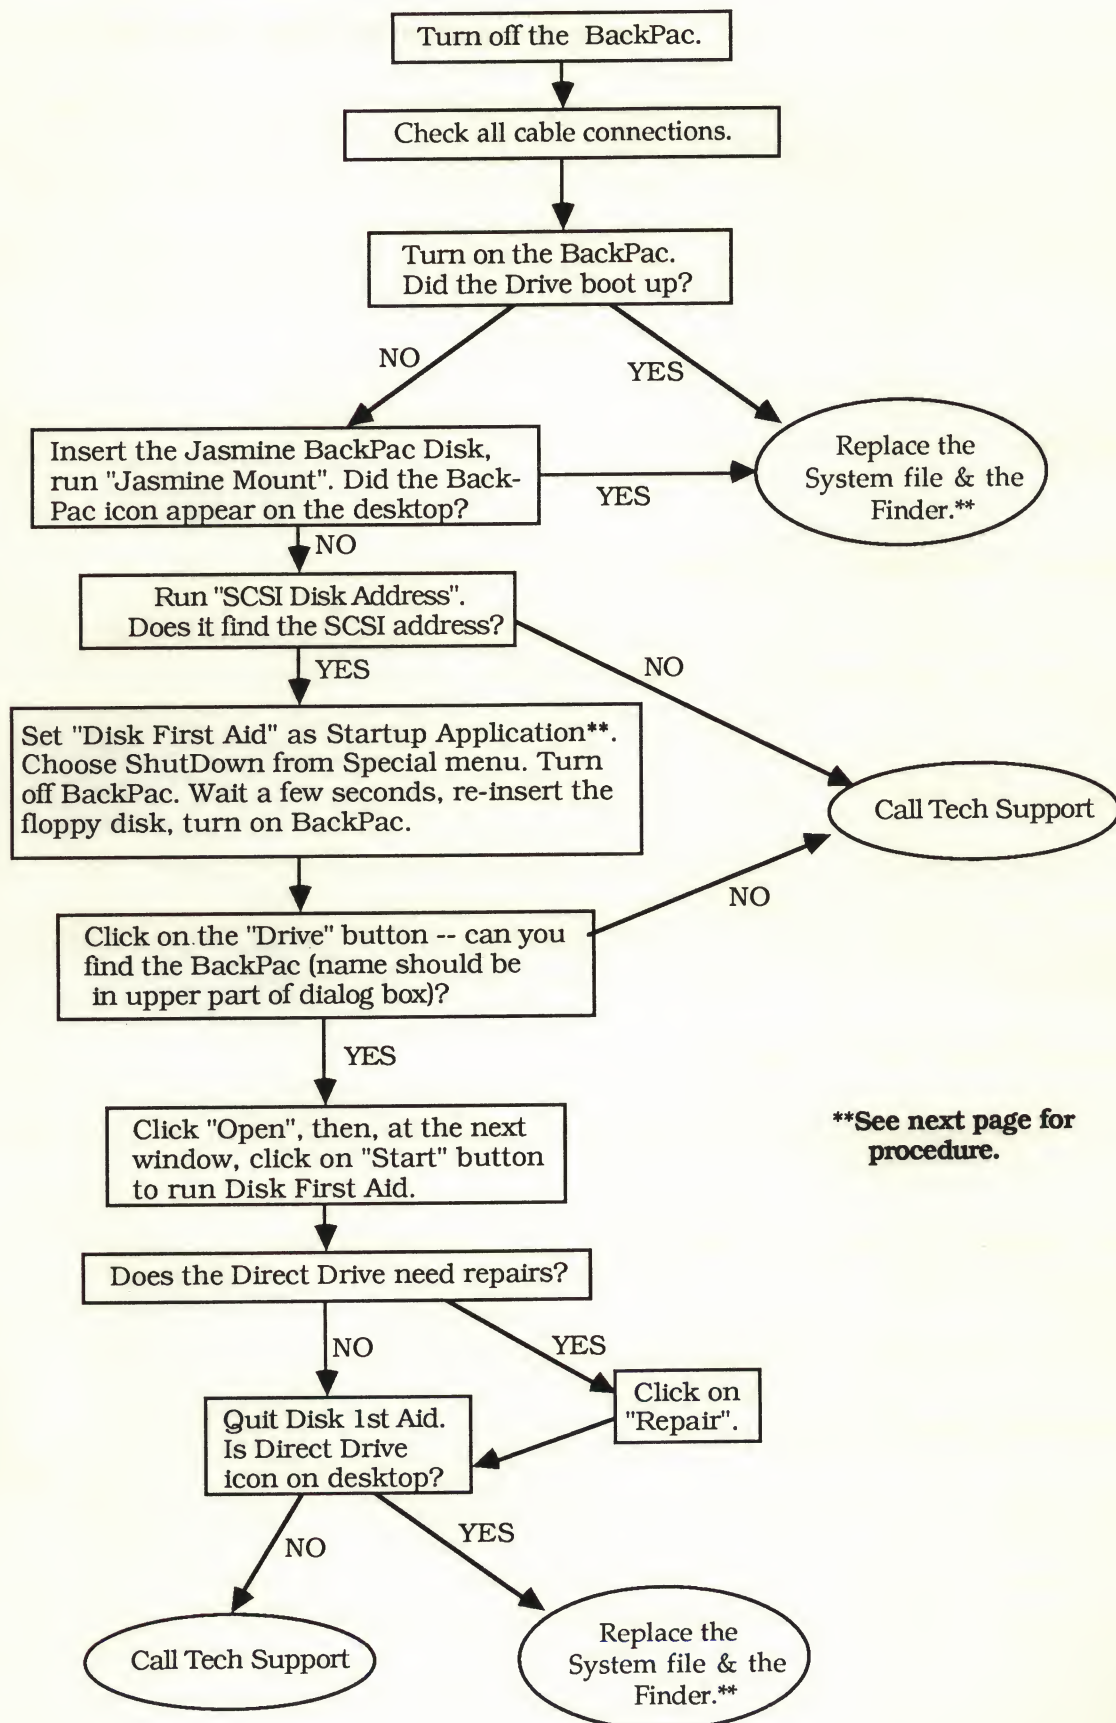 Turn off the BackPac.
Check all cable connections.
Turn on the BackPac.
Did the Drive boot up?
NO
YES
Insert the Jasmine BackPac Disk,
run "Jasmine Mount". Did the Back-
Pac icon appear on the desktop?
YES
Replace the
System file & the
Finder.**
NO
Run "SCSI Disk Address".
Does it find the SCSI address?
YES
NO
Set "Disk First Aid" as Startup Application**.
Choose ShutDown from Special menu. Turn
off BackPac. Wait a few seconds, re-insert the
floppy disk, turn on BackPac.
Call Tech Support
NO
Click on the "Drive" button -- can you
find the BackPac (name should be
in upper part of dialog box)?
YES
Click "Open", then, at the next
window, click on "Start" button
to run Disk First Aid.
**See next page for
procedure.
Does the Direct Drive need repairs?
NO
YES
Click on
"Repair".
Quit Disk 1st Aid.
Is Direct Drive
icon on desktop?
NO
YES
Call Tech Support
Replace the
System file & the
Finder.**